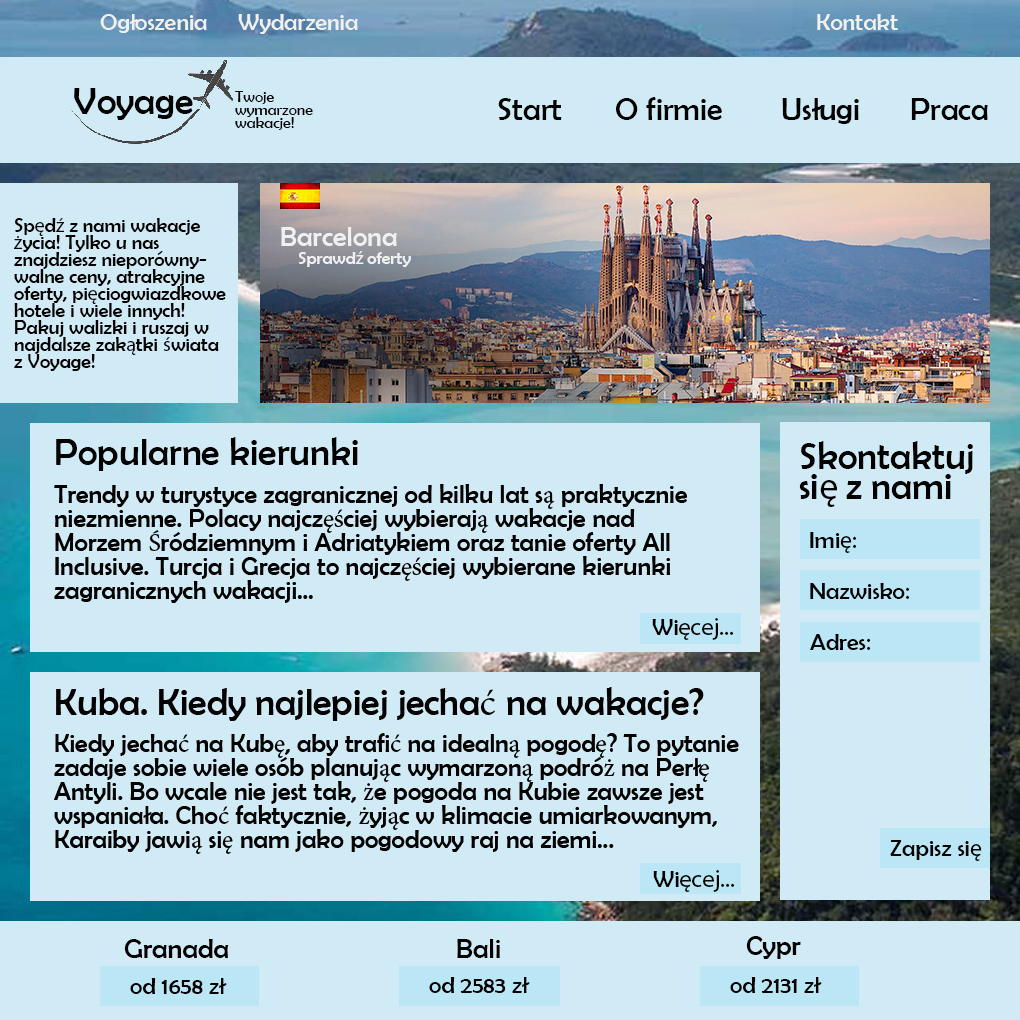 Ogłoszenia Wydarzenia Kontakt
Voyage
Twoje
wymarzone
wakacje!
Start O firmie Usługi Praca
Spędź z nami wakacje
życia! Tylko u nas
znajdziesz nieporówny-
walne ceny, atrakcyjne
oferty, pięciogwiazdkowe
hotele i wiele innych!
Pakuj walizki i ruszaj w
najdalsze zakątki świata
z Voyage!
Barcelona
Sprawdź oferty
Popularne kierunki
Trendy w turystyce zagranicznej od kilku lat są praktycznie
niezmienne. Polacy najczęściej wybierają wakacje nad
Morzem Śródziemnym i Adriatykiem oraz tanie oferty All
Inclusive. Turcja i Grecja to najczęściej wybierane kierunki
zagranicznych wakacji...
Więcej...
Kuba. Kiedy najlepiej jechać na wakacje?
Kiedy jechać na Kubę, aby trafić na idealną pogodę? To pytanie
zadaje sobie wiele osób planując wymarzoną podróż na Perłę
Antyli. Bo wcale nie jest tak, że pogoda na Kubie zawsze jest
wspaniała. Choć faktycznie, żyjąc w klimacie umiarkowanym,
Karaiby jawią się nam jako pogodowy raj na ziemi...
Więcej...
Skontaktuj
się z nami
Imię:
Nazwisko:
Adres:
Zapisz się
Granada Bali Cypr
od 1658 zł od 2583 zł od 2131 zł